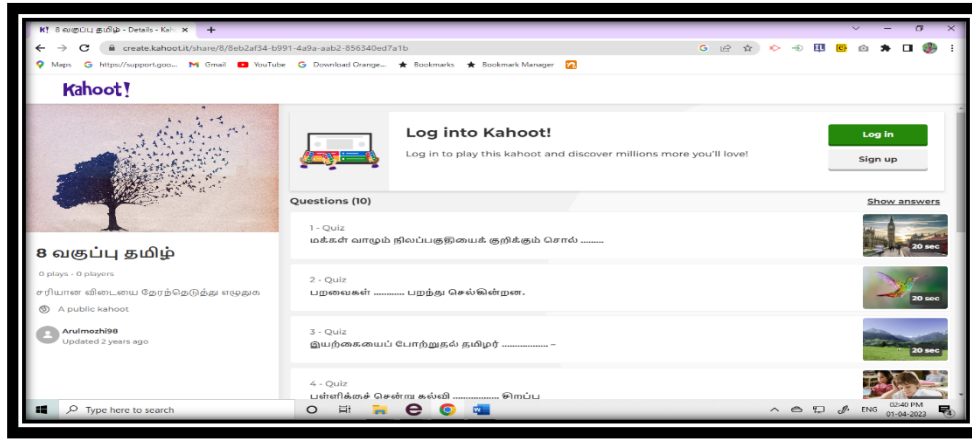 K! 8 வகுப்பு தமிழ் - Details - Kah
create.kahoot.it/share/8/8eb2af34-b991-4a9a-aab2-856340ed7a1b
Maps
https://support.goo...
Gmail
YouTube
Download Orange...
Bookmarks
Bookmark Manager
Kahoot!
Log into Kahoot!
Log in to play this kahoot and discover millions more you'll love!
Log in
Sign up
Questions (10)
Show answers
1 - Quiz
மக்கள் வாழும் நிலப்பகுதியைக் குறிக்கும் சொல் .........
20 sec
2 - Quiz
பறவைகள் ............ பறந்து செல்கின்றன.
20 sec
3 - Quiz
இயற்கையைப் போற்றுதல் தமிழர் ................. –
20 sec
4 - Quiz
பள்ளிக்குச் சென்று கல்வி ................ சிறப்பு
8 வகுப்பு தமிழ்
0 plays · 0 players
சரியான விடையை தேரந்தெடுத்து எழுதுக
A public kahoot
Arulmozhi98
Updated 2 years ago
Type here to search
ENG
02:40 PM
01-04-2023